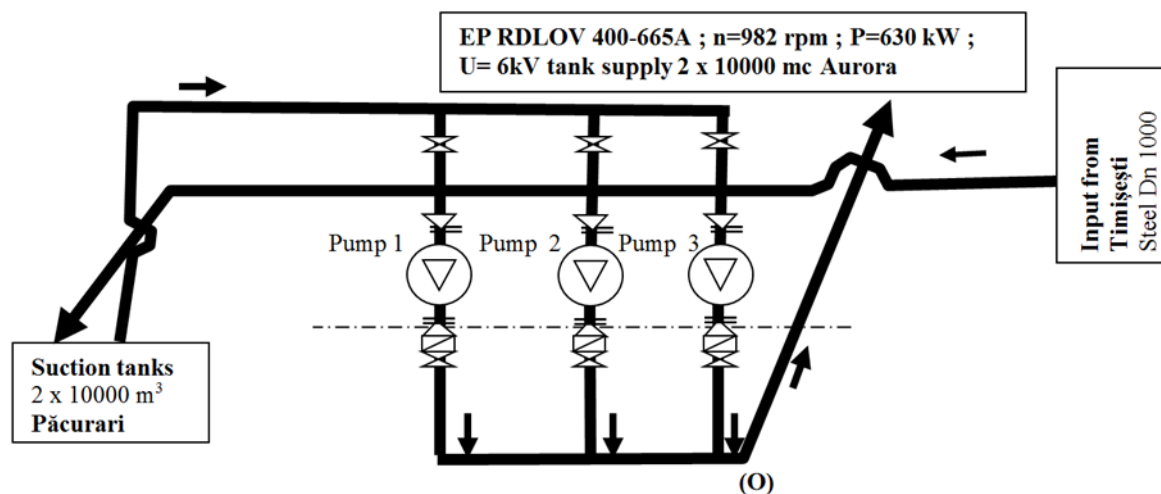 EP RDLOV 400-665A ; n=982 rpm ; P=630 kW ;
U= 6kV tank supply 2 x 10000 mc Aurora
Input from
Timișești
Steel Dn 1000
Pump 1
Pump 2
Pump 3
Suction tanks
2 x 10000 m³
Păcurari
(O)